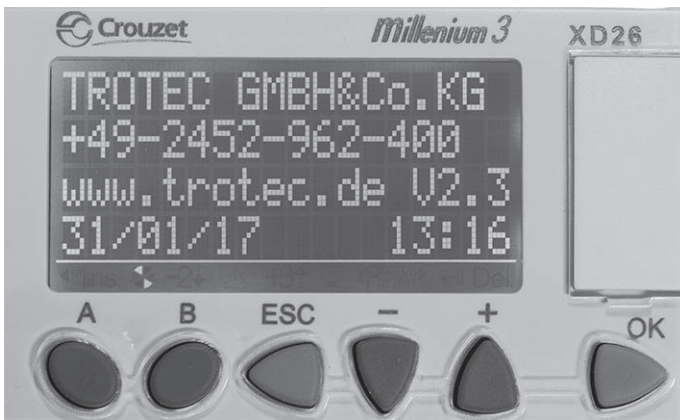 Crouzet millenium 3 XD26
TROTEC GMBH&Co.KG
+49-2452-962-400
www.trotec.de V2.3
31/01/17 13:16
A B ESC - +
OK